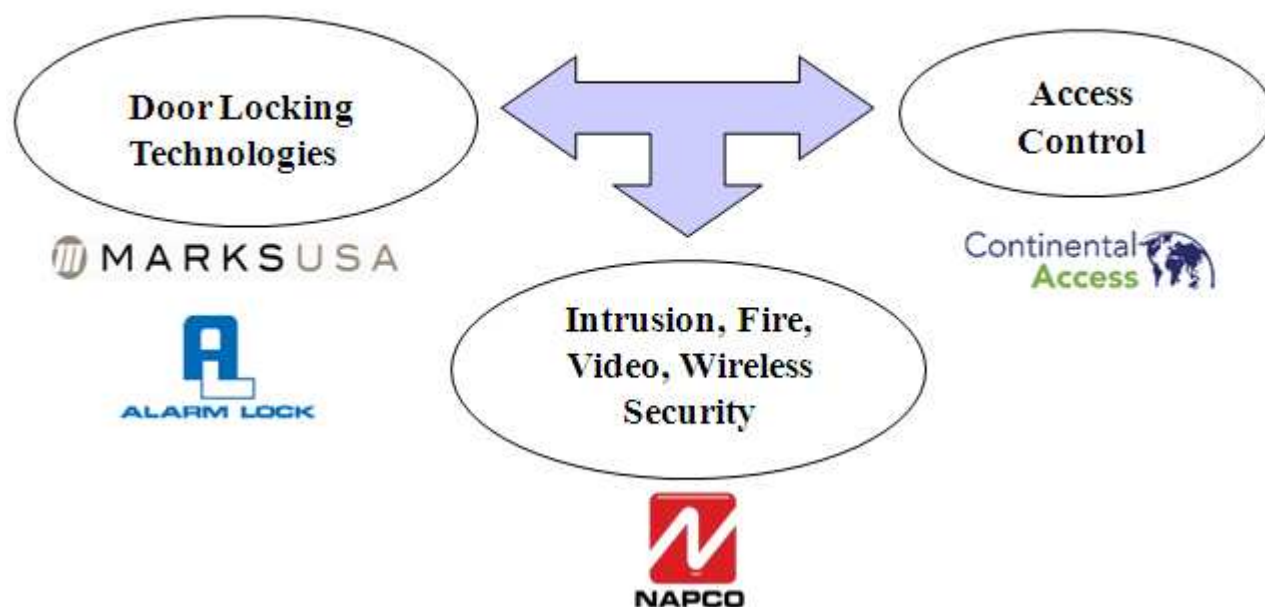 Door Locking
Technologies
MARKSUSA
ALARM LOCK
Access
Control
Continental
Access
Intrusion, Fire,
Video, Wireless
Security
NAPCO